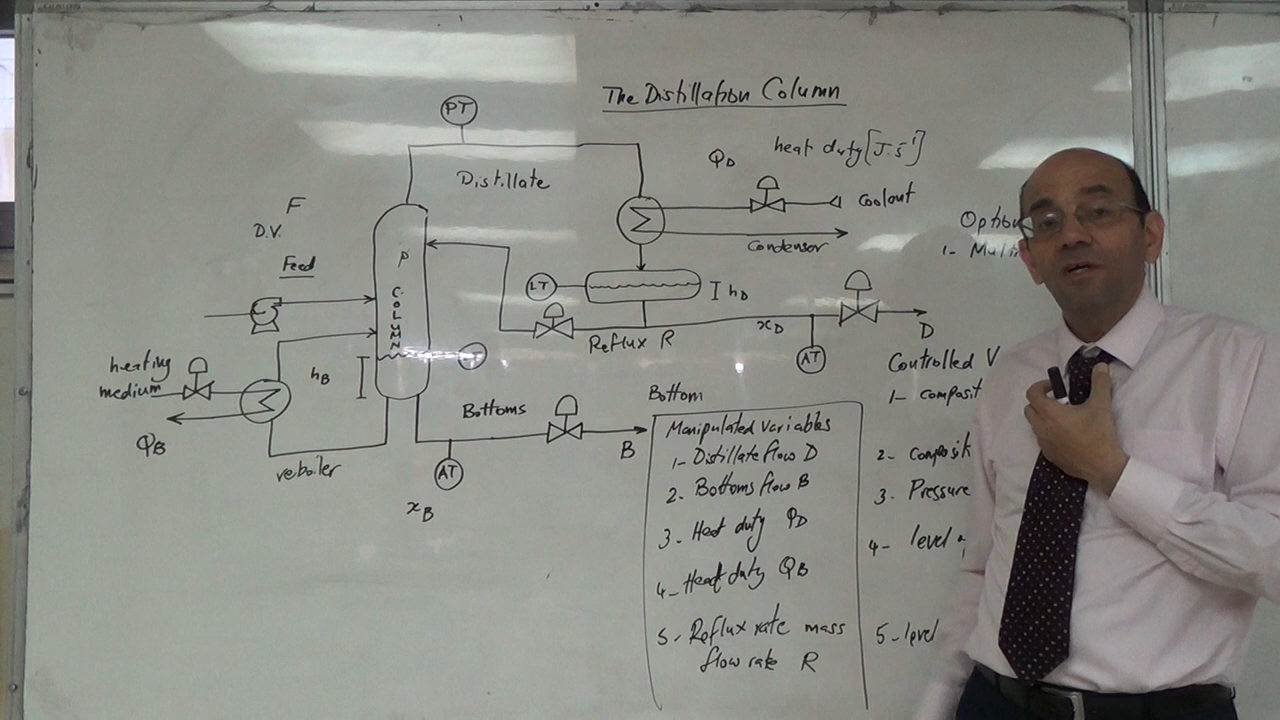 The Distillation Column
PT
Distillate
QD
heat duty [J.s⁻¹]
Coolant
Condensor
F
D.V.
Feed
P
COLUMN
LT
hD
Reflux R
xD
AT
D
heating
medium
QB
hB
reboiler
Bottoms
B
AT
xB
Option
1-
Bottom
Manipulated Variables
1- Distillate flow D
2- Bottoms flow B
3- Heat duty QD
4- Heat duty QB
5- Reflux rate mass
flow rate R
Controlled V
1- composit
2- composit
3. Pressure
4- level
5- level